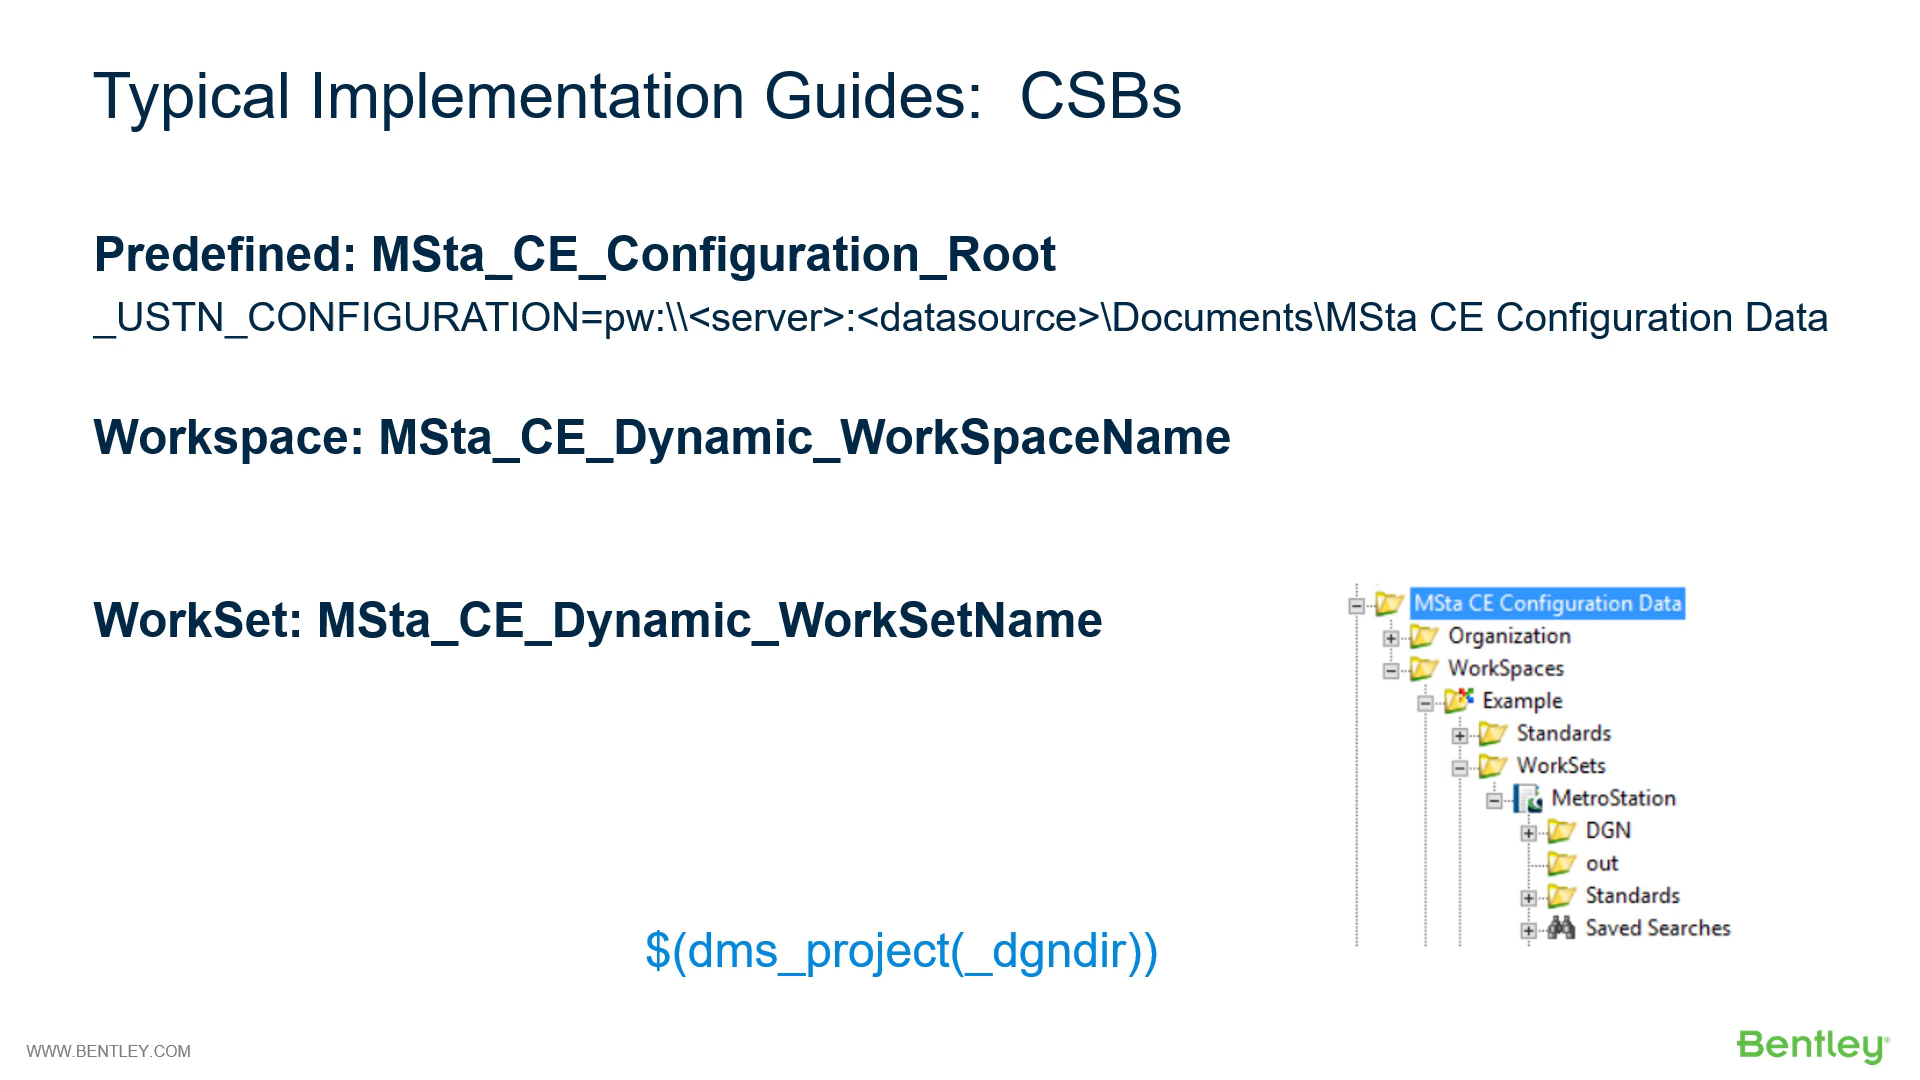 Typical Implementation Guides:  CSBs
Predefined: MSta_CE_Configuration_Root
_USTN_CONFIGURATION=pw:\\<server>:<datasource>\Documents\MSta CE Configuration Data
Workspace: MSta_CE_Dynamic_WorkSpaceName
WorkSet: MSta_CE_Dynamic_WorkSetName
MSta CE Configuration Data
Organization
WorkSpaces
Example
Standards
WorkSets
MetroStation
DGN
out
Standards
Saved Searches
$(dms_project(_dgndir))
WWW.BENTLEY.COM
Bentley®